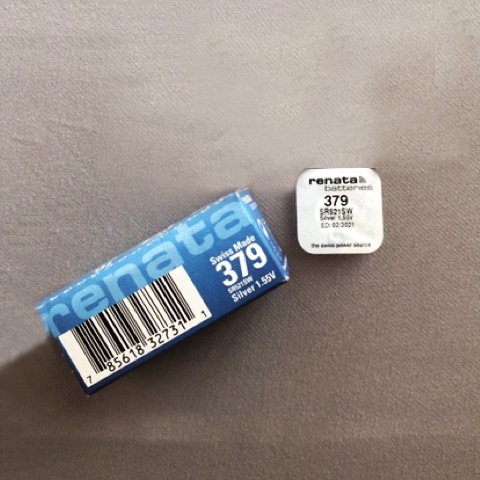 renata
batteries
379
SR521SW
Silver 1.55V
ED: 02/2021
the swiss power source
renata
Swiss Made
379
SR521SW
Silver 1.55V
7 85618 32731 1